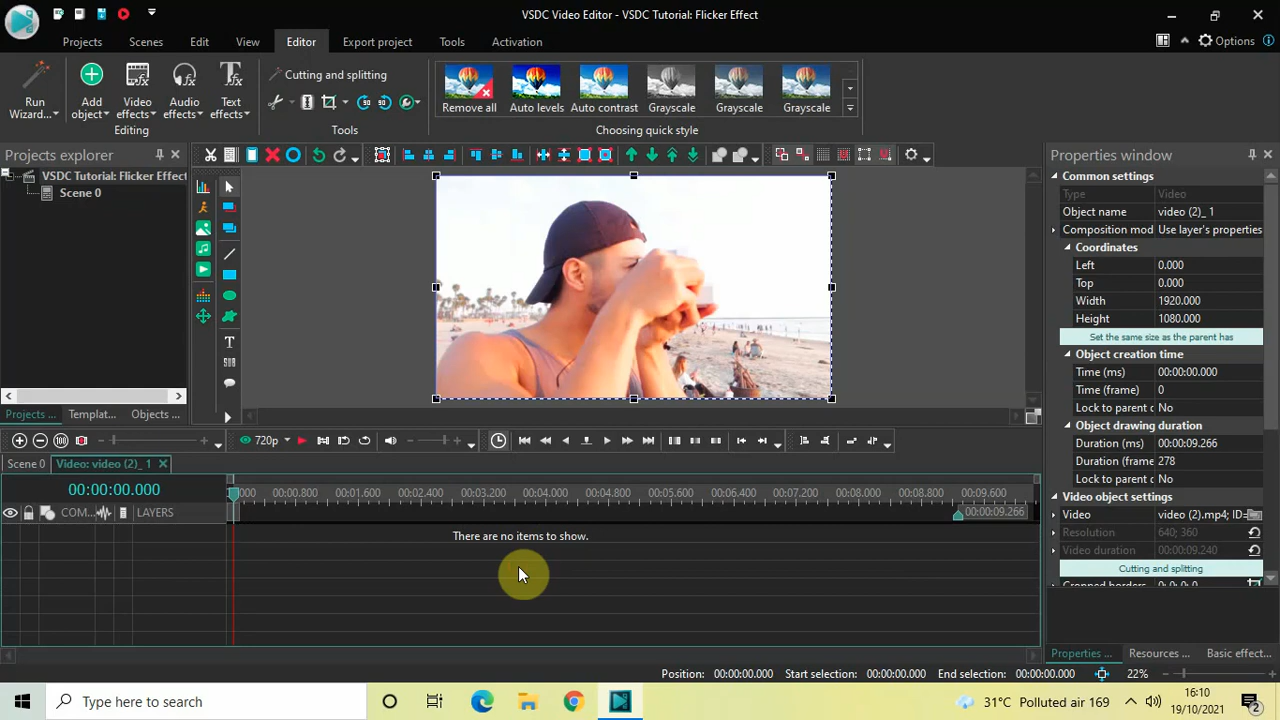 VSDC Video Editor - VSDC Tutorial: Flicker Effect
Projects Scenes Edit View Editor Export project Tools Activation
Options
Run Wizard...
Add object
Video effects
Audio effects
Text effects
Editing
Cutting and splitting
Tools
Remove all
Auto levels
Auto contrast
Grayscale
Grayscale
Grayscale
Choosing quick style
Projects explorer
VSDC Tutorial: Flicker Effect
Scene 0
Projects ... Templat... Objects ...
Properties window
Common settings
Type Video
Object name video (2)_ 1
Composition mod Use layer's properties
Coordinates
Left 0.000
Top 0.000
Width 1920.000
Height 1080.000
Set the same size as the parent has
Object creation time
Time (ms) 00:00:00.000
Time (frame) 0
Lock to parent c No
Object drawing duration
Duration (ms) 00:00:09.266
Duration (frame 278
Lock to parent c No
Video object settings
Video video (2).mp4; ID=
Resolution 640; 360
Video duration 00:00:09.240
Cutting and splitting
Cropped borders 0; 0; 0; 0
Properties ... Resources ... Basic effect...
720p
Scene 0 Video: video (2)_ 1
00:00:00.000
000 00:00.800 00:01.600 00:02.400 00:03.200 00:04.000 00:04.800 00:05.600 00:06.400 00:07.200 00:08.000 00:08.800 00:09.600
COM... LAYERS
00:00:09.266
There are no items to show.
Position: 00:00:00.000 Start selection: 00:00:00.000 End selection: 00:00:00.000 22%
Type here to search
31°C Polluted air 169
16:10
19/10/2021
2